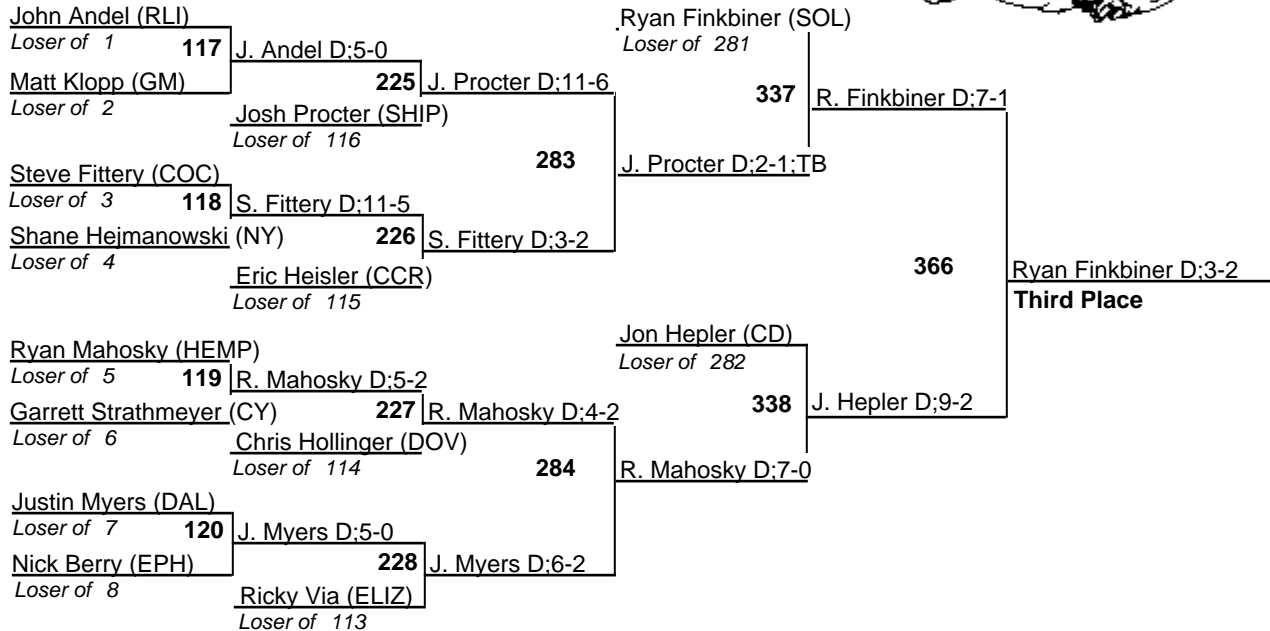 John Andel (RLI)
Loser of 1
117
J. Andel D;5-0
Matt Klopp (GM)
Loser of 2
225
J. Procter D;11-6
Josh Procter (SHIP)
Loser of 116
283
Steve Fittery (COC)
Loser of 3
118
S. Fittery D;11-5
Shane Hejmanowski (NY)
Loser of 4
226
S. Fittery D;3-2
Eric Heisler (CCR)
Loser of 115
Ryan Finkbiner (SOL)
Loser of 281
337
R. Finkbiner D;7-1
J. Procter D;2-1;TB
366
Ryan Finkbiner D;3-2
Third Place
Ryan Mahosky (HEMP)
Loser of 5
119
R. Mahosky D;5-2
Garrett Strathmeyer (CY)
Loser of 6
227
R. Mahosky D;4-2
Chris Hollinger (DOV)
Loser of 114
284
Justin Myers (DAL)
Loser of 7
120
J. Myers D;5-0
Nick Berry (EPH)
Loser of 8
228
J. Myers D;6-2
Ricky Via (ELIZ)
Loser of 113
Jon Hepler (CD)
Loser of 282
338
J. Hepler D;9-2
R. Mahosky D;7-0